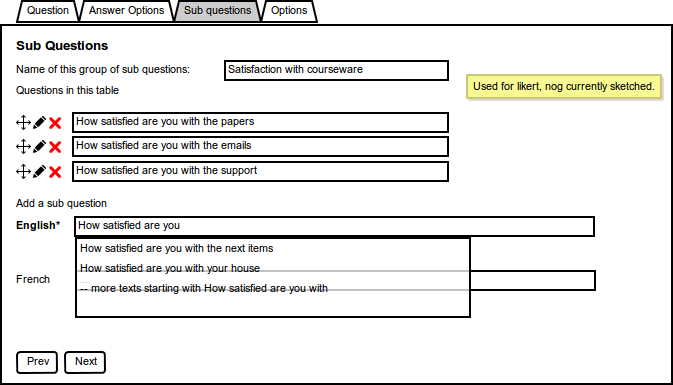 Question Answer Options Sub questions Options
Sub Questions
Name of this group of sub questions: Satisfaction with courseware
Used for likert, nog currently sketched.
Questions in this table
How satisfied are you with the papers
How satisfied are you with the emails
How satisfied are you with the support
Add a sub question
English* How satisfied are you
How satisfied are you with the next items
How satisfied are you with your house
French
-- more texts starting with How satisfied are you with
Prev Next